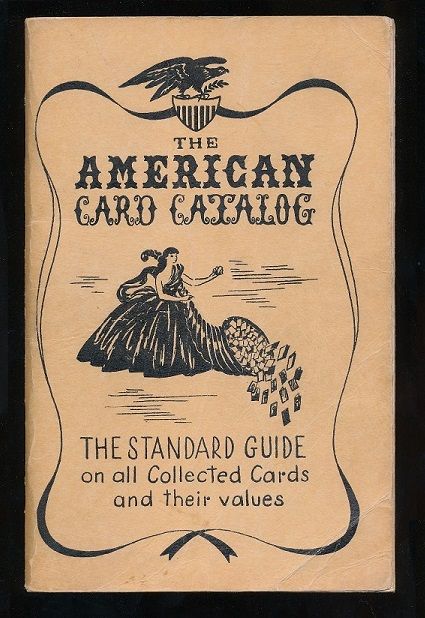 THE
AMERICAN
CARD CATALOG
THE STANDARD GUIDE
on all Collected Cards
and their values